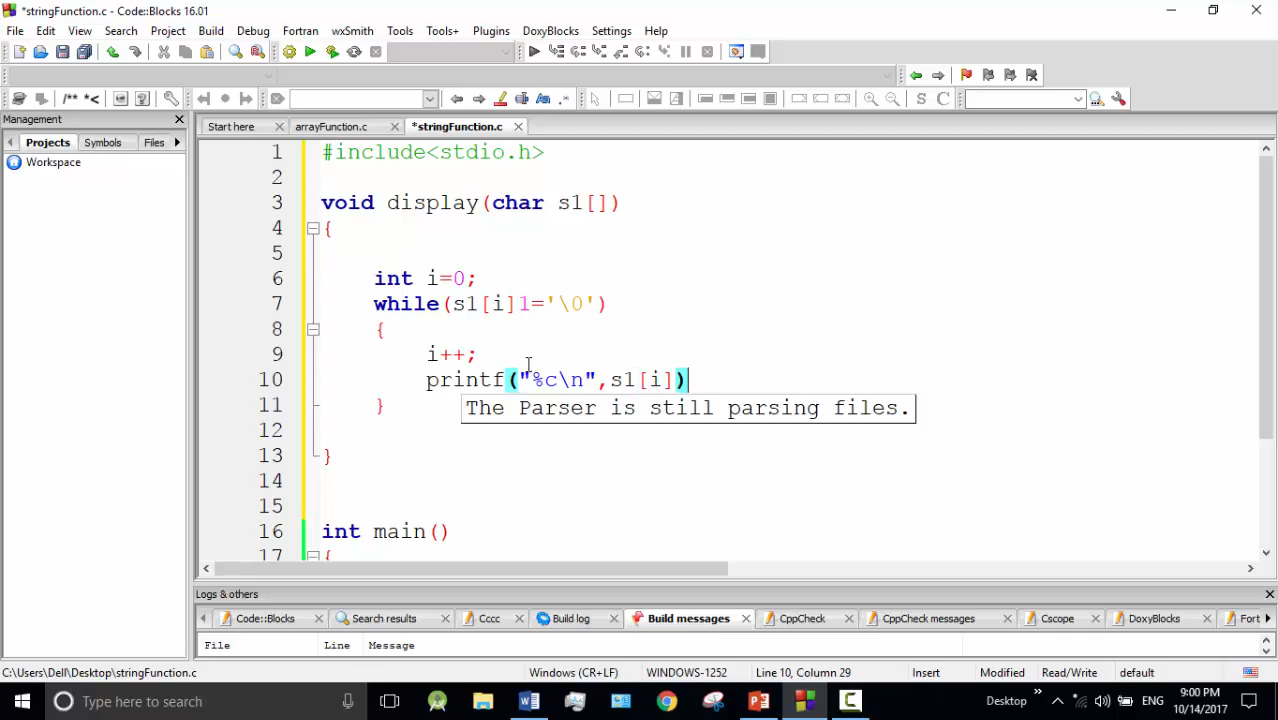 *stringFunction.c - Code::Blocks 16.01
File Edit View Search Project Build Debug Fortran wxSmith Tools Tools+ Plugins DoxyBlocks Settings Help
/** *<
S C
Management
Start here arrayFunction.c *stringFunction.c
Projects Symbols Files
Workspace
1 #include<stdio.h>
2
3 void display(char s1[])
4 {
5
6 int i=0;
7 while(s1[i]1='\0')
8 {
9 i++;
10 printf("%c\n",s1[i])
The Parser is still parsing files.
11 }
12
13 }
14
15
16 int main()
17 {
Logs & others
Code::Blocks Search results Cccc Build log Build messages CppCheck CppCheck messages Cscope DoxyBlocks Fort
File Line Message
C:\Users\Dell\Desktop\stringFunction.c Windows (CR+LF) WINDOWS-1252 Line 10, Column 29 Insert Modified Read/Write default
Type here to search
Desktop
ENG
9:00 PM
10/14/2017